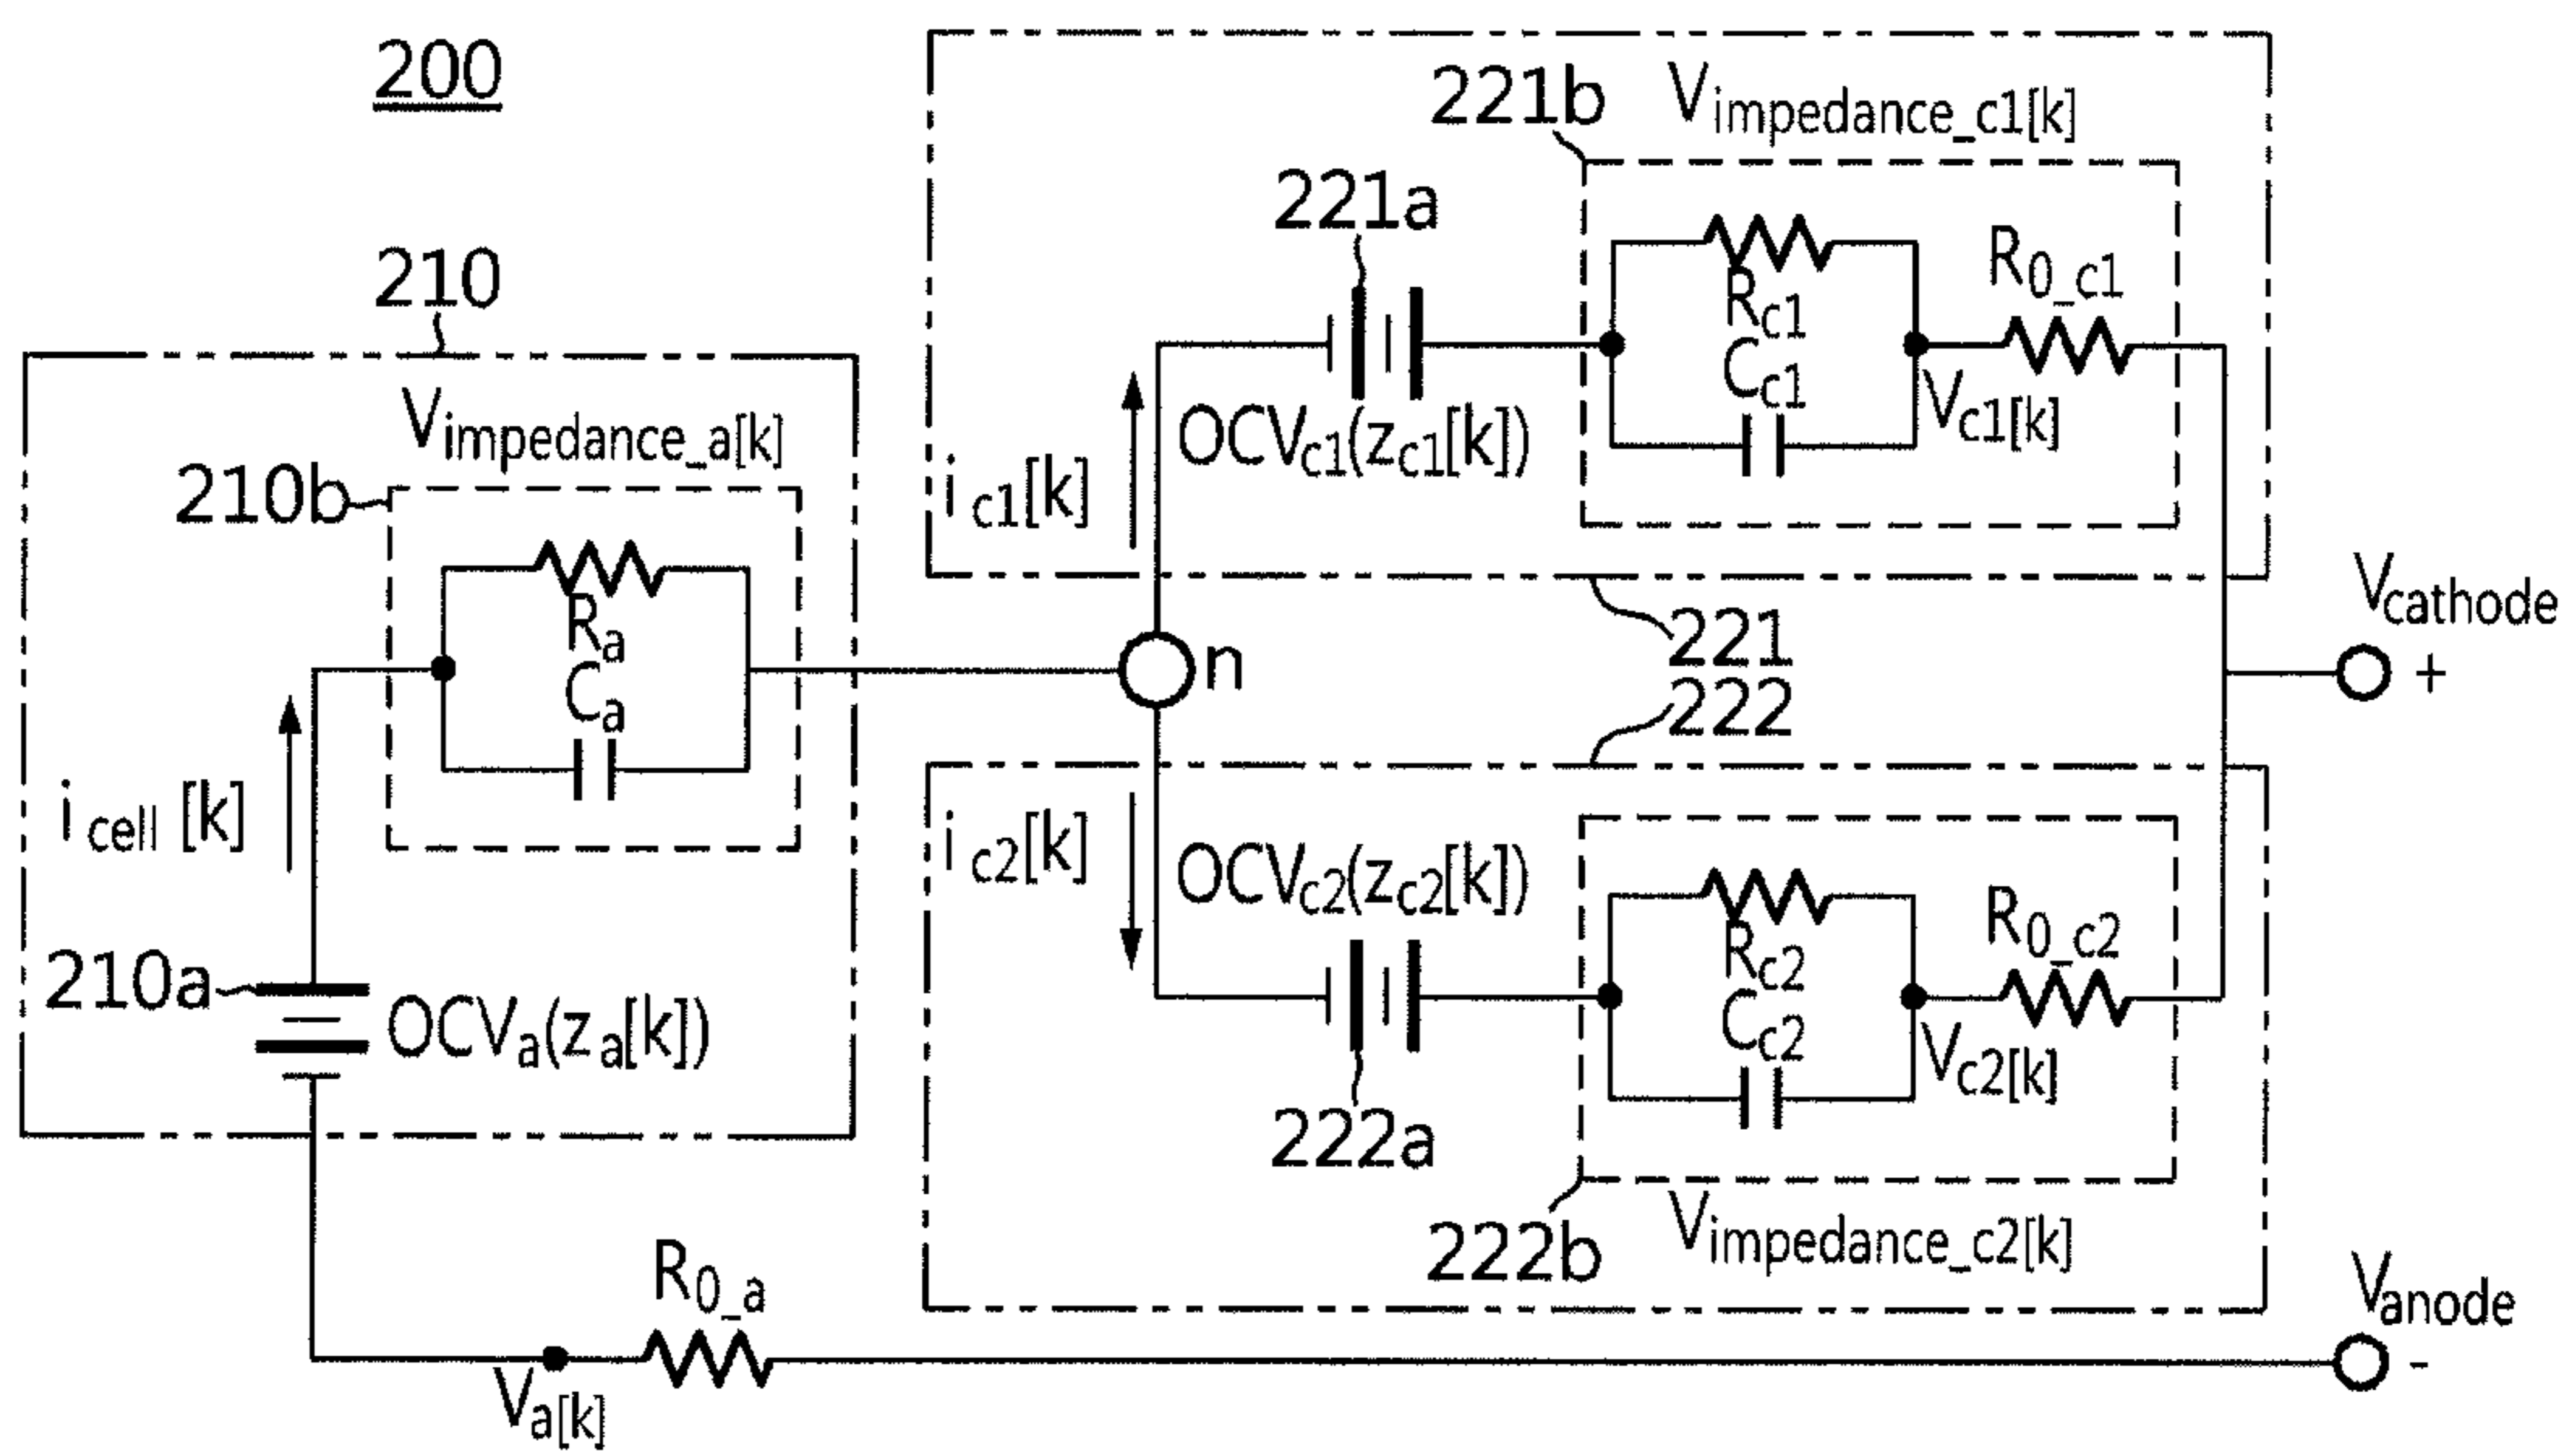 200
221b
Vimpedance_c1[k]
221a
210
Rc1
R0_c1
Cc1
Vc1[k]
Vimpedance_a[k]
OCVc1(zc1[k])
ic1[k]
210b
Ra
Ca
n
221
222
Vcathode
+
icell [k]
ic2[k]
OCVc2(zc2[k])
Rc2
R0_c2
Cc2
Vc2[k]
210a
OCVa(za[k])
222a
222b
Vimpedance_c2[k]
R0_a
Va[k]
Vanode
-